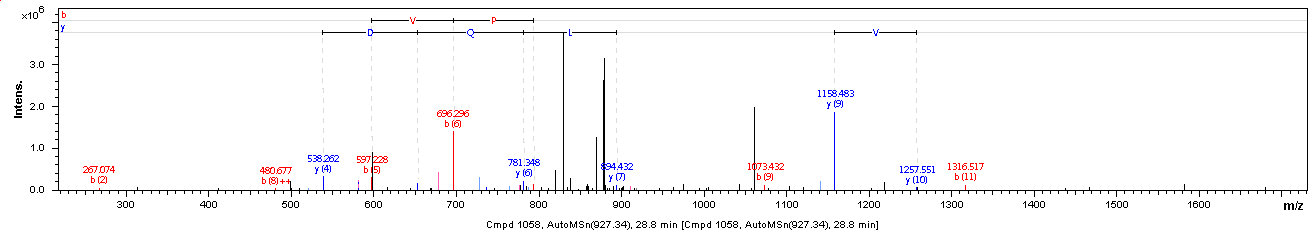 ×10⁶
b
y
V P
D Q L V
Intens.
3.0
2.0
1.0
0.0
267.074
b (2)
480.677
b (8) ++
538.262
y (4)
597.228
b (5)
696.296
b (6)
781.348
y (6)
894.432
y (7)
1073.432
b (9)
1158.483
y (9)
1257.551
y (10)
1316.517
b (11)
300 400 500 600 700 800 900 1000 1100 1200 1300 1400 1500 1600 m/z
Cmpd 1058, AutoMSn(927.34), 28.8 min [Cmpd 1058, AutoMSn(927.34), 28.8 min]